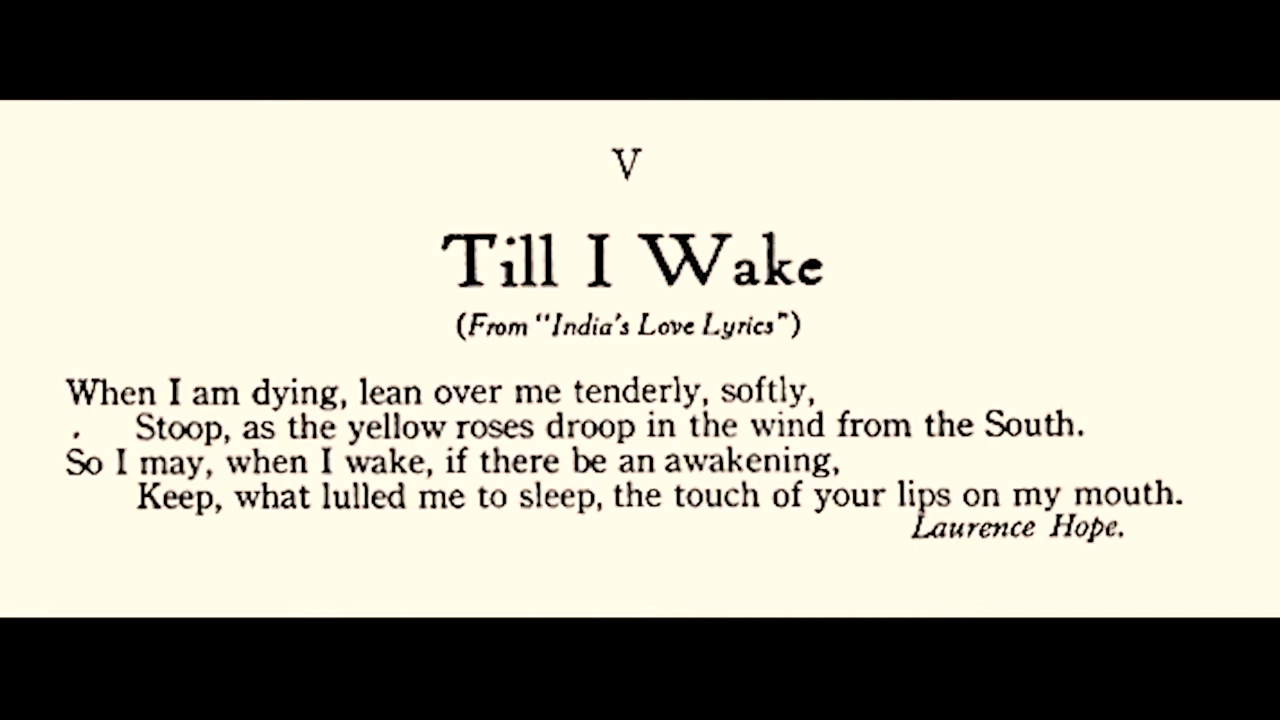 V
Till I Wake
(From "India's Love Lyrics")
When I am dying, lean over me tenderly, softly,
Stoop, as the yellow roses droop in the wind from the South.
So I may, when I wake, if there be an awakening,
Keep, what lulled me to sleep, the touch of your lips on my mouth.
Laurence Hope.